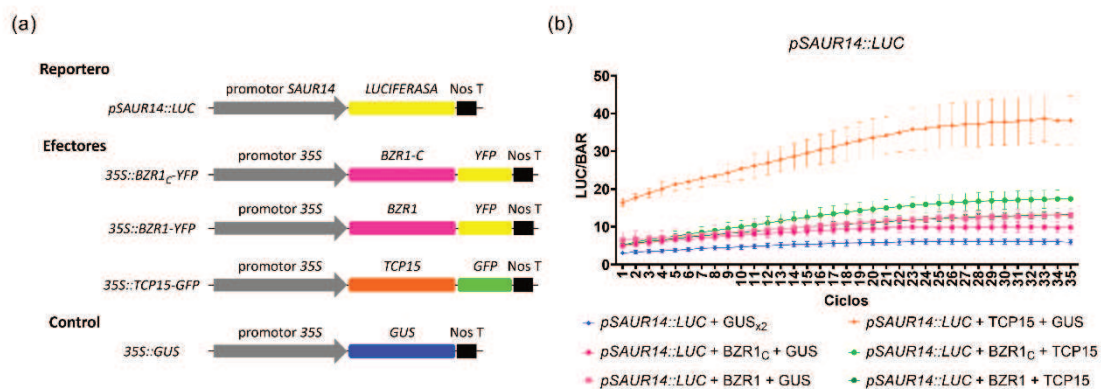 (a)
Reportero
promotor SAUR14 LUCIFERASA Nos T
pSAUR14::LUC
Efectores
promotor 35S BZR1-C YFP Nos T
35S::BZR1C-YFP
promotor 35S BZR1 YFP Nos T
35S::BZR1-YFP
promotor 35S TCP15 GFP Nos T
35S::TCP15-GFP
Control
promotor 35S GUS Nos T
35S::GUS
(b)
pSAUR14::LUC
50
40
30
20
10
0
LUC/BAR
1 2 3 4 5 6 7 8 9 10 11 12 13 14 15 16 17 18 19 20 21 22 23 24 25 26 27 28 29 30 31 32 33 34 35
Ciclos
pSAUR14::LUC + GUSx2
pSAUR14::LUC + TCP15 + GUS
pSAUR14::LUC + BZR1C + GUS
pSAUR14::LUC + BZR1C + TCP15
pSAUR14::LUC + BZR1 + GUS
pSAUR14::LUC + BZR1 + TCP15